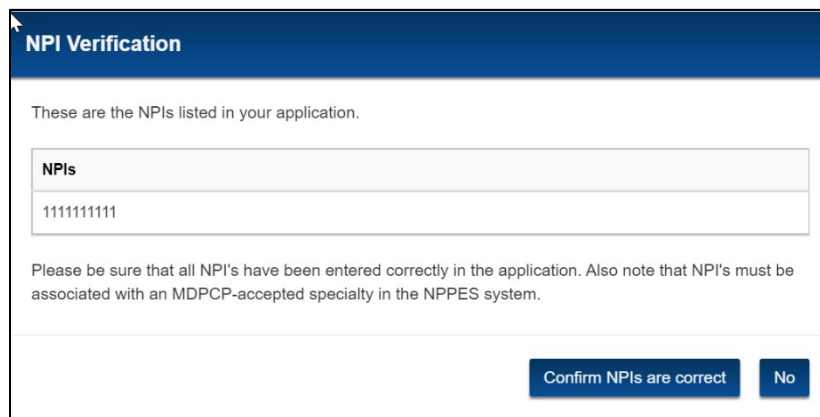 NPI Verification
These are the NPIs listed in your application.
NPIs
1111111111
Please be sure that all NPI's have been entered correctly in the application. Also note that NPI's must be
associated with an MDPCP-accepted specialty in the NPPES system.
Confirm NPIs are correct
No